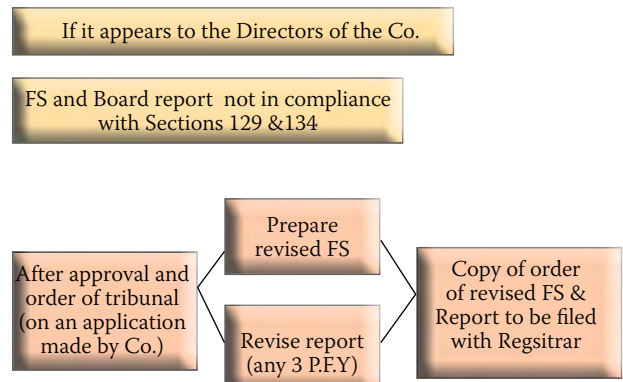 If it appears to the Directors of the Co.
FS and Board report not in compliance
with Sections 129 &134
After approval and
order of tribunal
(on an application
made by Co.)
Prepare
revised FS
Revise report
(any 3 P.F.Y)
Copy of order
of revised FS &
Report to be filed
with Regsitrar